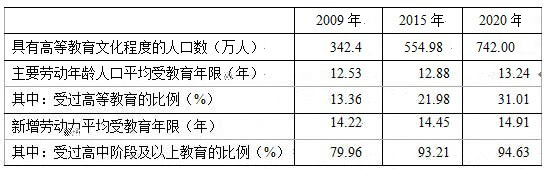 2009 年 2015 年 2020 年
具有高等教育文化程度的人口数（万人） 342.4 554.98 742.00
主要劳动年龄人口平均受教育年限（年） 12.53 12.88 13.24
其中：受过高等教育的比例（%） 13.36 21.98 31.01
新增劳动力平均受教育年限（年） 14.22 14.45 14.91
其中：受过高中阶段及以上教育的比例（%） 79.96 93.21 94.63